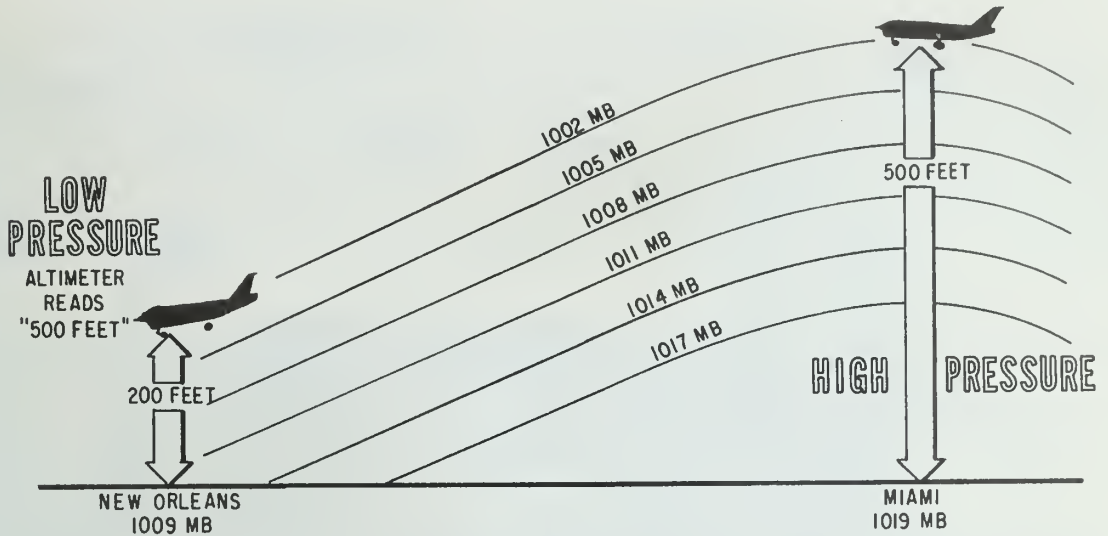 1002 MB
1005 MB
1008 MB
1011 MB
1014 MB
1017 MB
500 FEET
LOW
PRESSURE
ALTIMETER
READS
"500 FEET"
200 FEET
HIGH PRESSURE
NEW ORLEANS
1009 MB
MIAMI
1019 MB